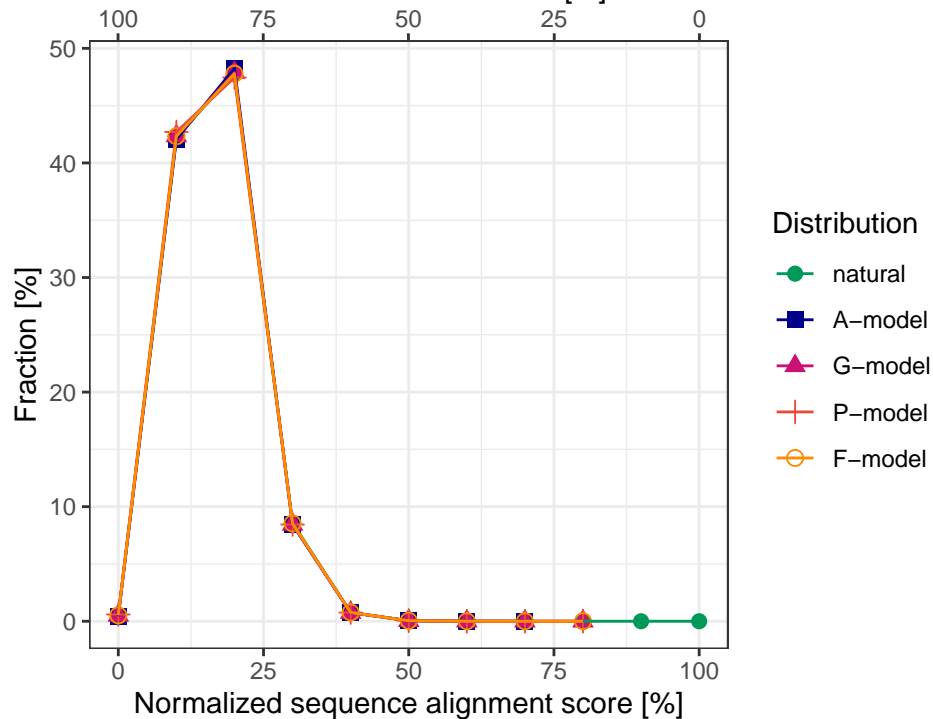 100 75 50 25 0
50
40
30
20
10
0
Fraction [%]
0 25 50 75 100
Normalized sequence alignment score [%]
Distribution
natural
A−model
G−model
P−model
F−model